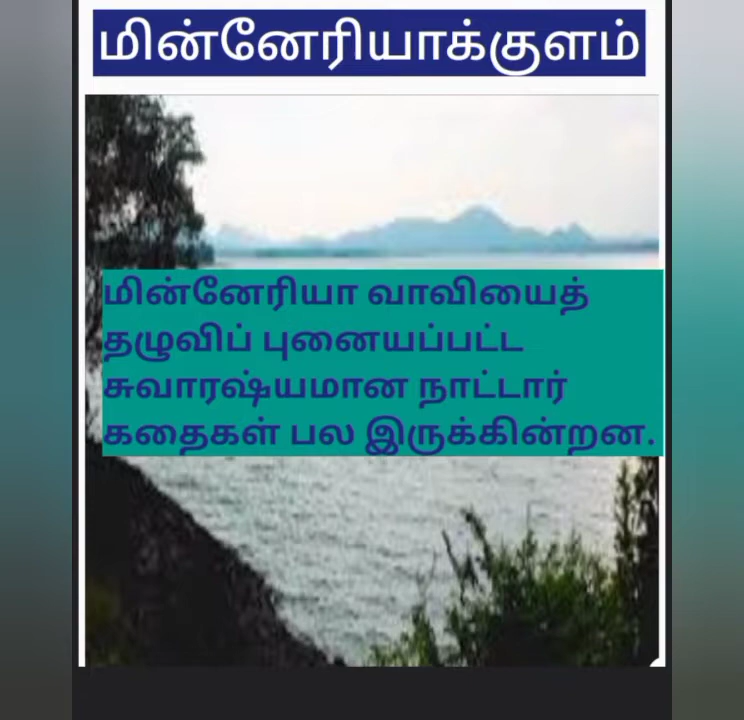 மின்னேரியாக்குளம்
மின்னேரியா வாவியைத்
தழுவிப் புனையப்பட்ட
சுவாரஷ்யமான நாட்டார்
கதைகள் பல இருக்கின்றன.